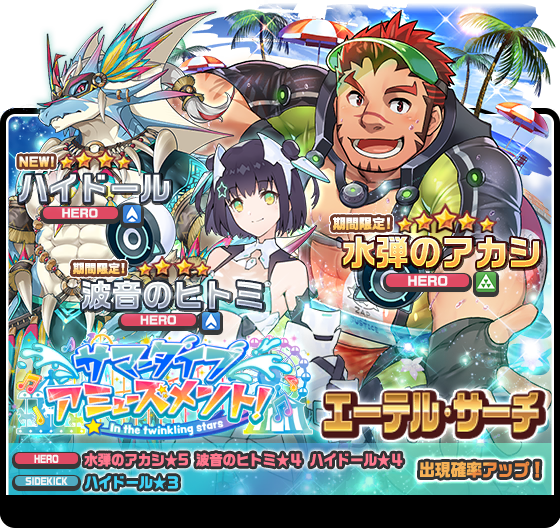 NEW!
ハイドール
HERO
期間限定!
波音のヒトミ
HERO
期間限定!
水弾のアカシ
HERO
サマーダイブ
アミューズメント!
In the twinkling stars
エーテル・サーチ
HERO 水弾のアカシ★5 波音のヒトミ★4 ハイドール★4
SIDEKICK ハイドール★3
出現確率アップ!